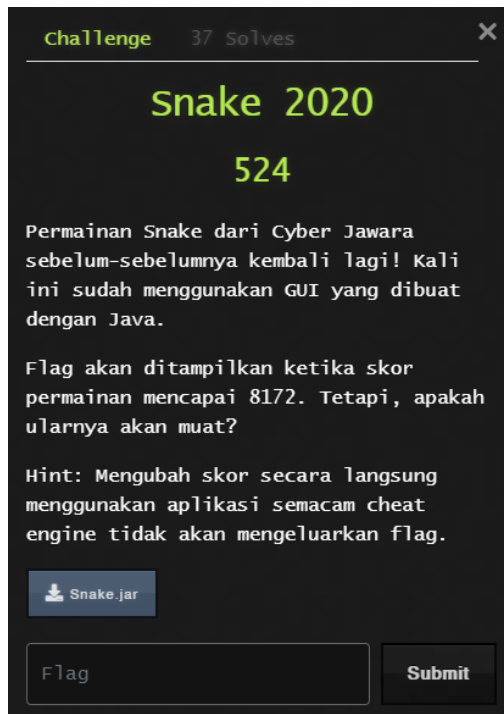 Challenge 37 Solves ×
Snake 2020
524
Permainan Snake dari Cyber Jawara
sebelum-sebelumnya kembali lagi! Kali
ini sudah menggunakan GUI yang dibuat
dengan Java.
Flag akan ditampilkan ketika skor
permainan mencapai 8172. Tetapi, apakah
ularnya akan muat?
Hint: Mengubah skor secara langsung
menggunakan aplikasi semacam cheat
engine tidak akan mengeluarkan flag.
Snake.jar
Flag Submit